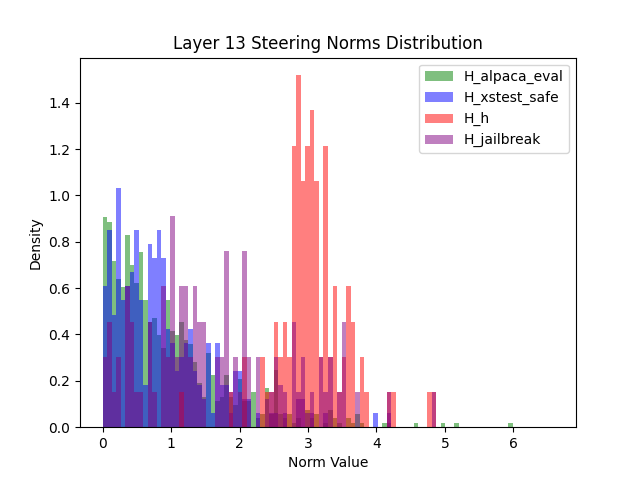 Layer 13 Steering Norms Distribution
H_alpaca_eval
H_xstest_safe
H_h
H_jailbreak
Density
1.4
1.2
1.0
0.8
0.6
0.4
0.2
0.0
0 1 2 3 4 5 6
Norm Value